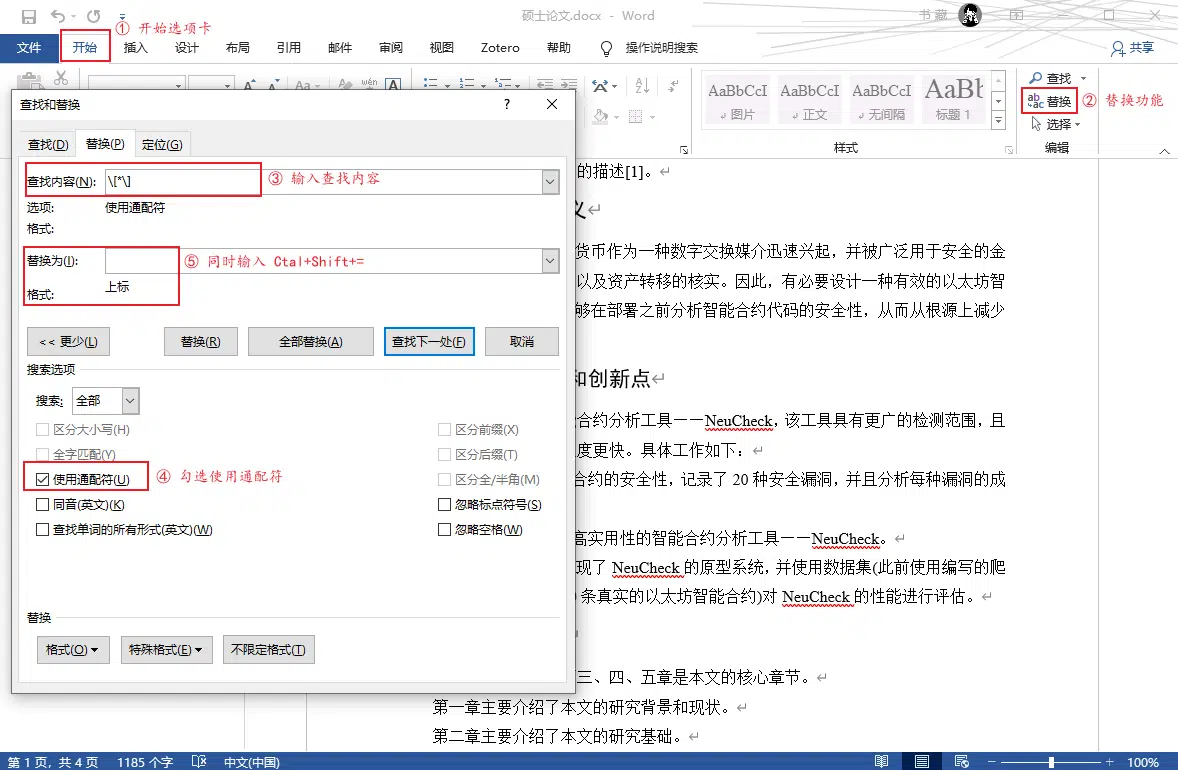 硕士论文.docx - Word
书 藏
① 开始选项卡
文件 开始 插入 设计 布局 引用 邮件 审阅 视图 Zotero 帮助 操作说明搜索 共享
AaBbCcI AaBbCcI AaBbCcI AaBb
图片 正文 无间隔 标题 1
样式
查找
替换 ② 替换功能
选择
编辑
查找和替换 ?
查找(D) 替换(P) 定位(G)
查找内容(N): \[*\] ③ 输入查找内容
选项: 使用通配符
格式:
替换为(I): ⑤ 同时输入 Ctal+Shift+=
格式: 上标
<< 更少(L) 替换(R) 全部替换(A) 查找下一处(F) 取消
搜索选项
搜索: 全部
区分大小写(H) 区分前缀(X)
全字匹配(Y) 区分后缀(T)
使用通配符(U) ④ 勾选使用通配符 区分全/半角(M)
同音(英文)(K) 忽略标点符号(S)
查找单词的所有形式(英文)(W) 忽略空格(W)
替换
格式(O) 特殊格式(E) 不限定格式(T)
的描述[1]。
货币作为一种数字交换媒介迅速兴起，并被广泛用于安全的金
以及资产转移的核实。因此，有必要设计一种有效的以太坊智
够在部署之前分析智能合约代码的安全性，从而从根源上减少
和创新点
合约分析工具——NeuCheck，该工具具有更广的检测范围，且
度更快。具体工作如下：
合约的安全性，记录了 20 种安全漏洞，并且分析每种漏洞的成
高实用性的智能合约分析工具——NeuCheck。
现了 NeuCheck 的原型系统，并使用数据集(此前使用编写的爬
条真实的以太坊智能合约)对 NeuCheck 的性能进行评估。
三、四、五章是本文的核心章节。
第一章主要介绍了本文的研究背景和现状。
第二章主要介绍了本文的研究基础。
第 1 页，共 4 页 1185 个字 中文(中国) 100%